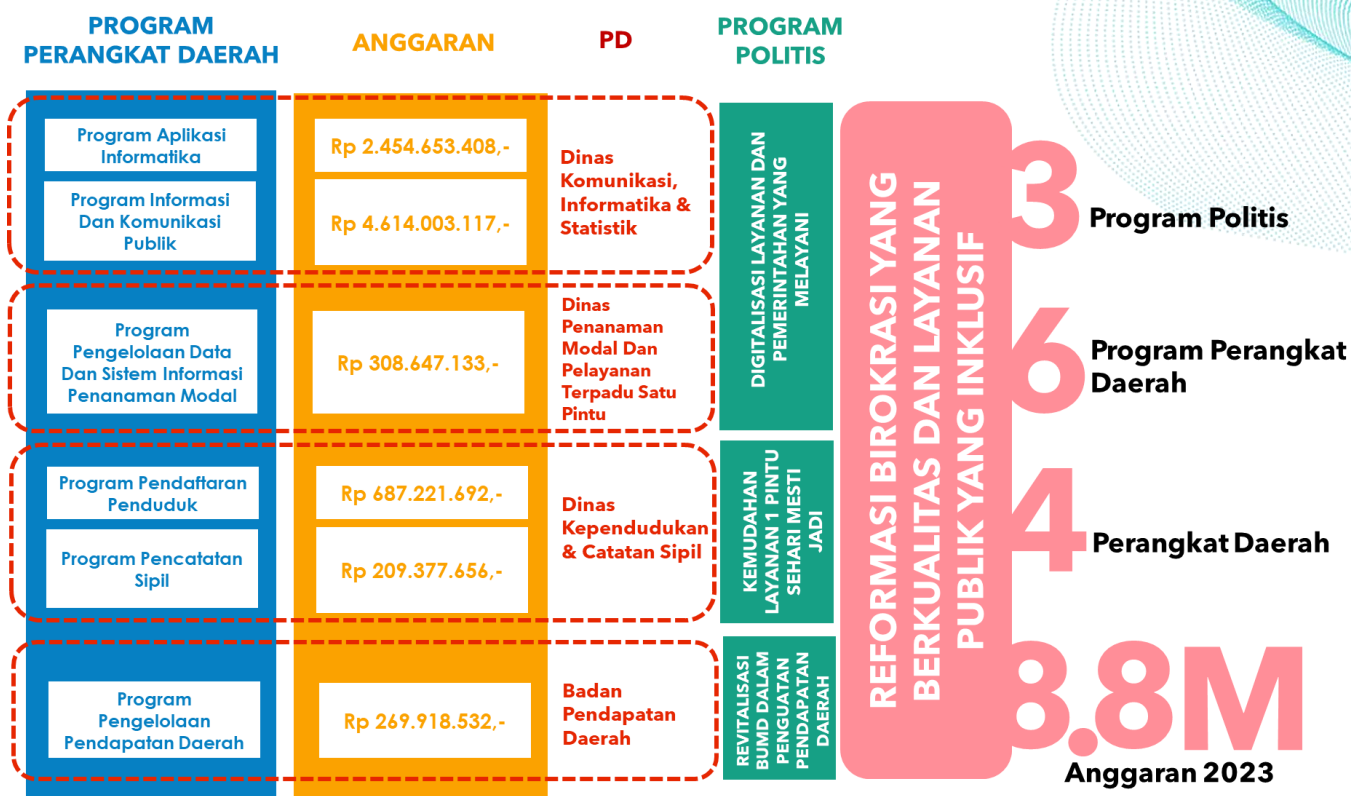 PROGRAM
PERANGKAT DAERAH
ANGGARAN
PD
PROGRAM
POLITIS
Program Aplikasi
Informatika
Rp 2.454.653.408,-
Program Informasi
Dan Komunikasi
Publik
Rp 4.614.003.117,-
Dinas
Komunikasi,
Informatika &
Statistik
Program
Pengelolaan Data
Dan Sistem Informasi
Penanaman Modal
Rp 308.647.133,-
Dinas
Penanaman
Modal Dan
Pelayanan
Terpadu Satu
Pintu
DIGITALISASI LAYANAN DAN
PEMERINTAHAN YANG
MELAYANI
Program Pendaftaran
Penduduk
Rp 687.221.692,-
Program Pencatatan
Sipil
Rp 209.377.656,-
Dinas
Kependudukan
& Catatan Sipil
KEMUDAHAN
LAYANAN 1 PINTU
SEHARI MESTI
JADI
Program
Pengelolaan
Pendapatan Daerah
Rp 269.918.532,-
Badan
Pendapatan
Daerah
REVITALISASI
BUMD DALAM
PENGUATAN
PENDAPATAN
DAERAH
REFORMASI BIROKRASI YANG
BERKUALITAS DAN LAYANAN
PUBLIK YANG INKLUSIF
3
Program Politis
6
Program Perangkat
Daerah
4
Perangkat Daerah
8.8M
Anggaran 2023